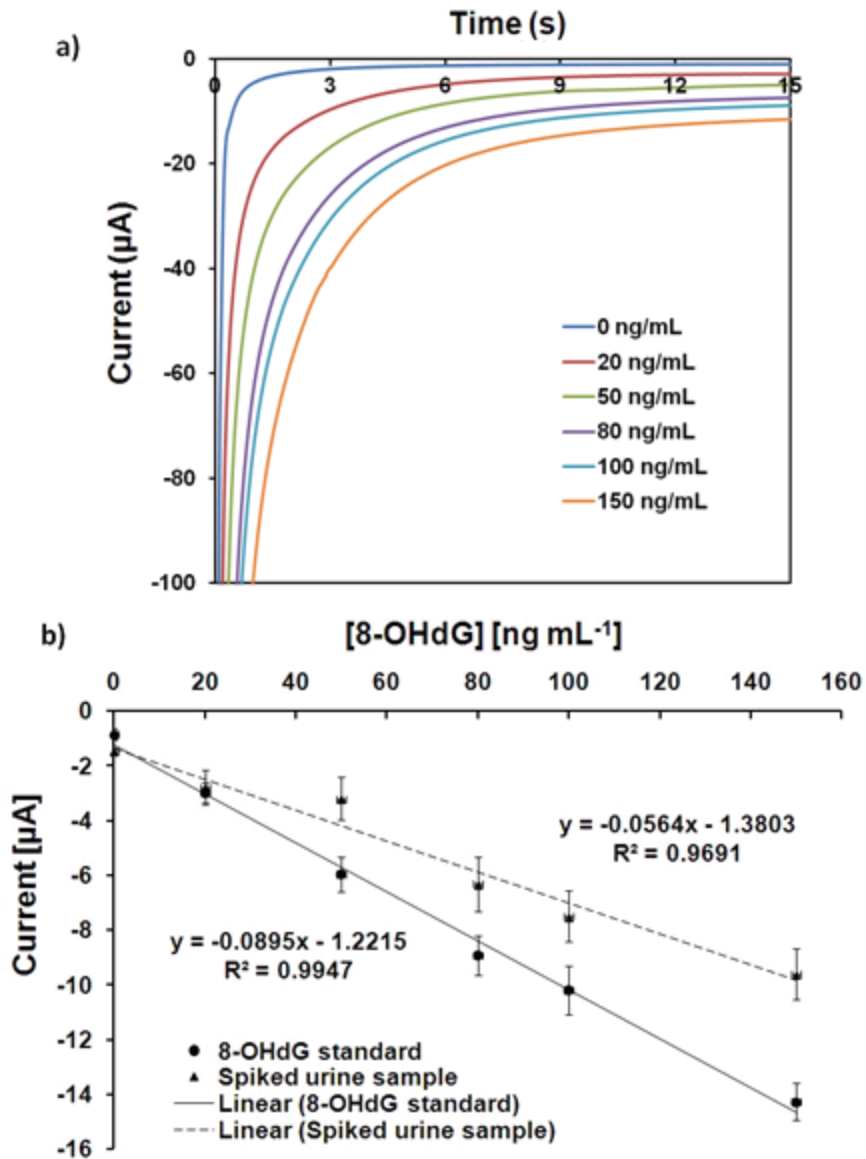 a)
Time (s)
0
0 3 6 9 12 15
-20
-40
-60
-80
-100
Current (µA)
0 ng/mL
20 ng/mL
50 ng/mL
80 ng/mL
100 ng/mL
150 ng/mL
b)
[8-OHdG] [ng mL⁻¹]
0 20 40 60 80 100 120 140 160
0
-2
-4
-6
-8
-10
-12
-14
-16
Current [µA]
y = -0.0564x - 1.3803
R² = 0.9691
y = -0.0895x - 1.2215
R² = 0.9947
8-OHdG standard
Spiked urine sample
Linear (8-OHdG standard)
Linear (Spiked urine sample)